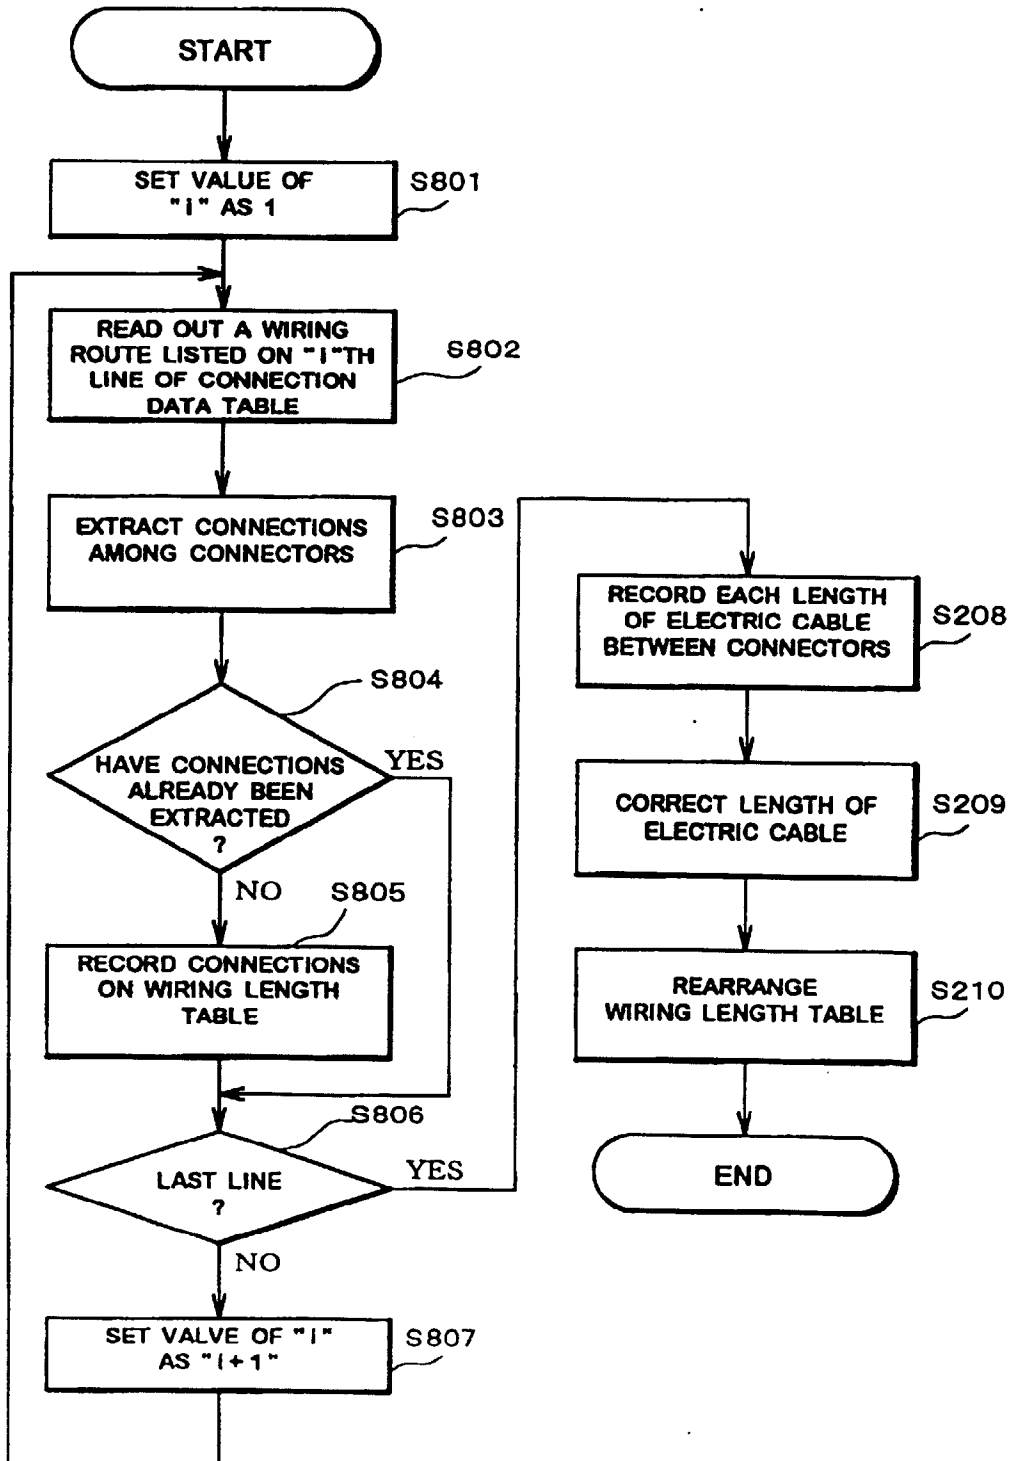 START
SET VALUE OF
"i" AS 1
S801
READ OUT A WIRING
ROUTE LISTED ON "i"TH
LINE OF CONNECTION
DATA TABLE
S802
EXTRACT CONNECTIONS
AMONG CONNECTORS
S803
S804
HAVE CONNECTIONS
ALREADY BEEN
EXTRACTED
?
YES
NO
S805
RECORD CONNECTIONS
ON WIRING LENGTH
TABLE
S806
LAST LINE
?
YES
NO
SET VALVE OF "i"
AS "i+1"
S807
RECORD EACH LENGTH
OF ELECTRIC CABLE
BETWEEN CONNECTORS
S208
CORRECT LENGTH OF
ELECTRIC CABLE
S209
REARRANGE
WIRING LENGTH TABLE
S210
END